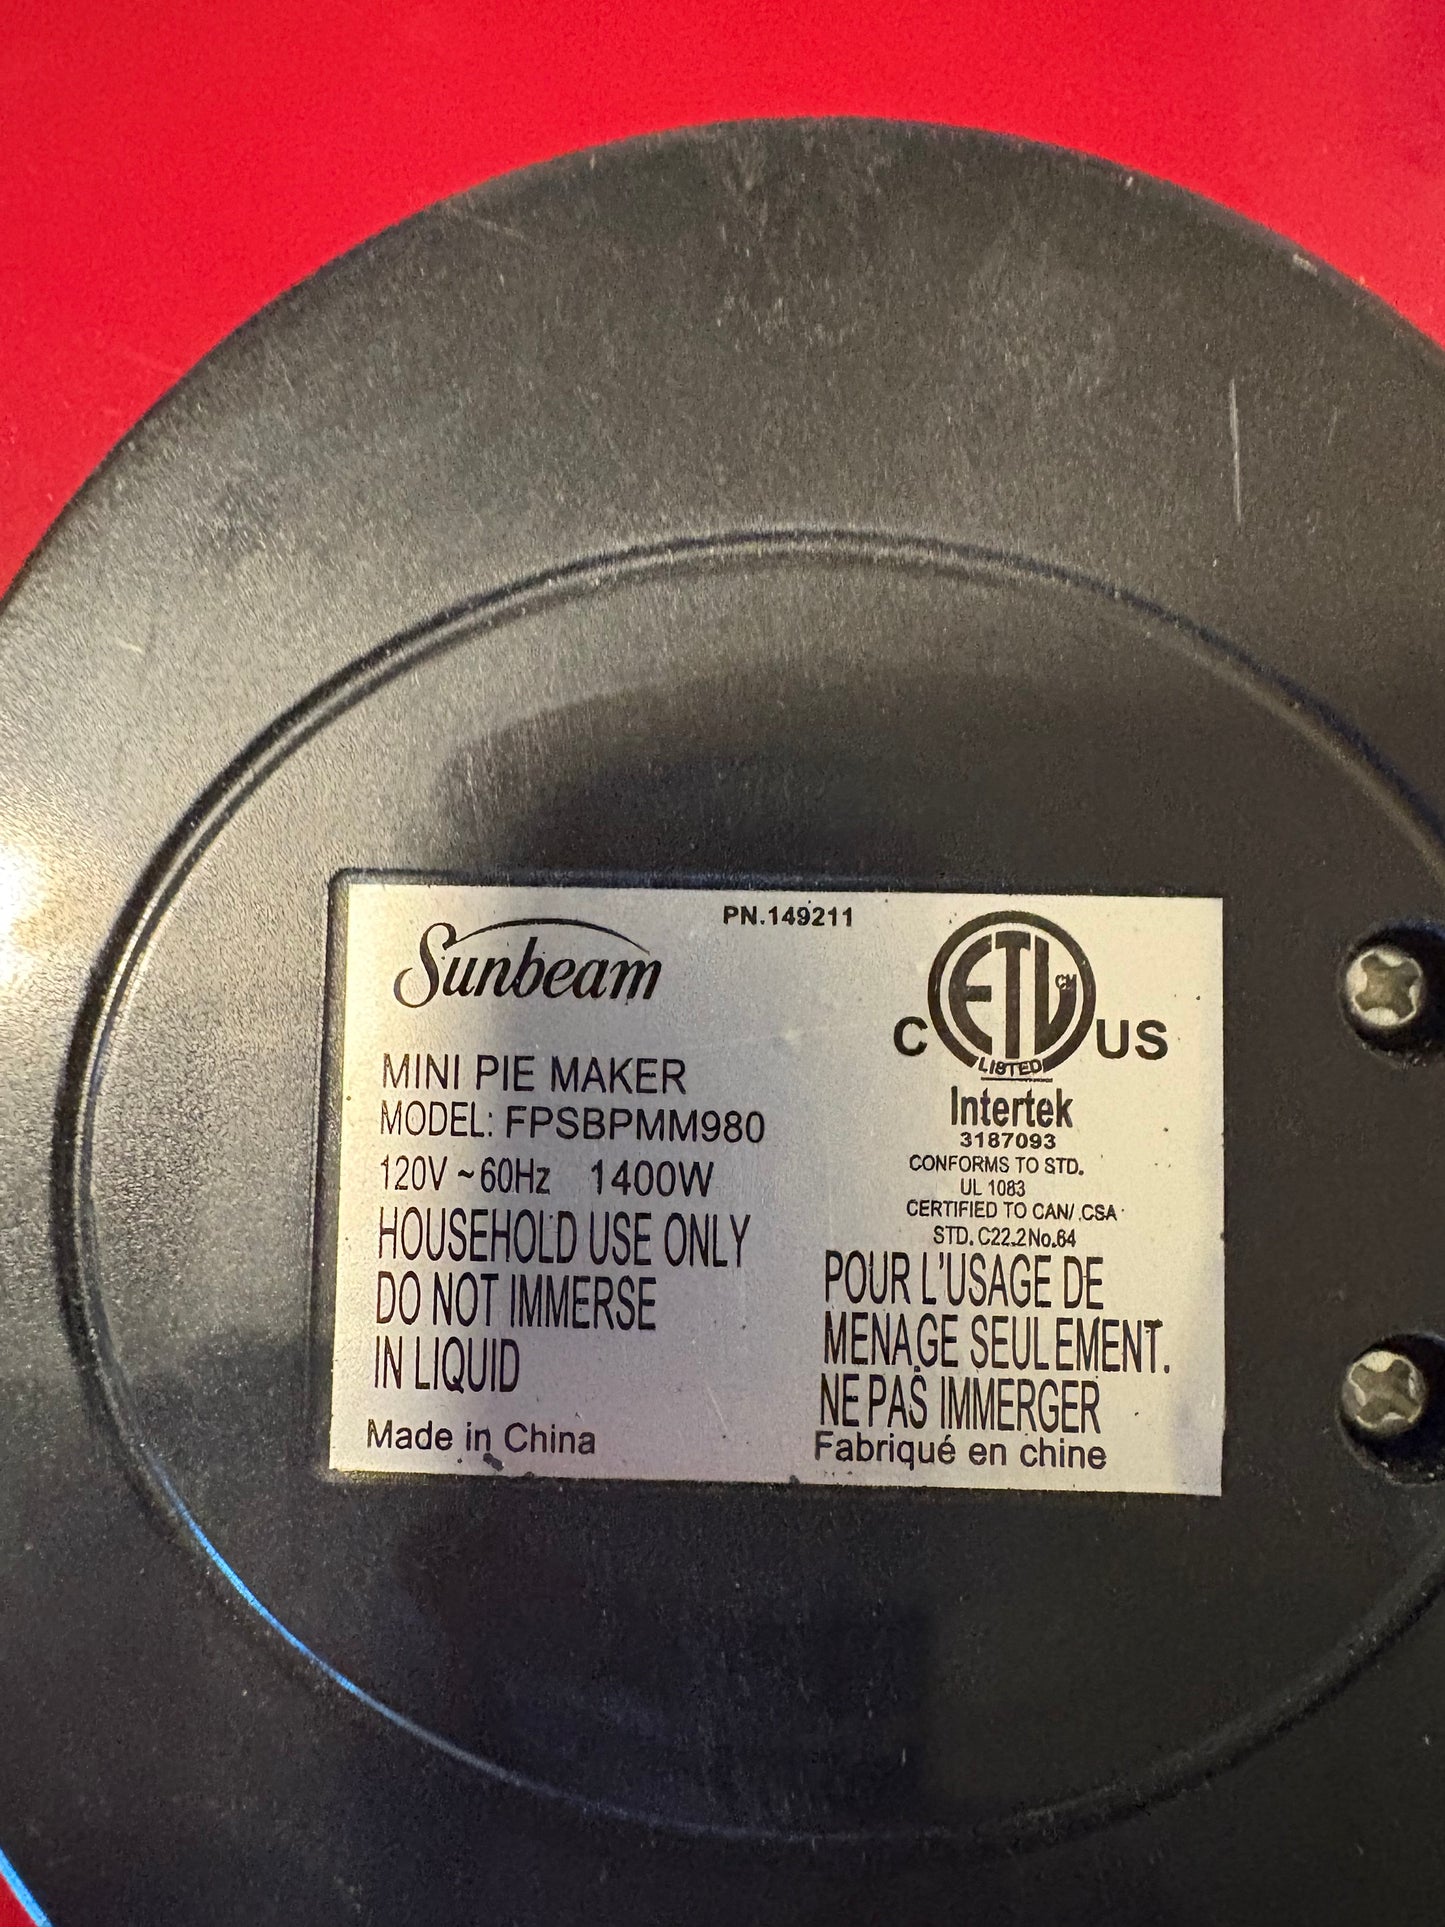 Sunbeam
PN.149211
MINI PIE MAKER
MODEL: FPSBPMM980
120V ~ 60Hz 1400W
HOUSEHOLD USE ONLY
DO NOT IMMERSE
IN LIQUID
Made in China
C ETL CM US
LISTED
Intertek
3187093
CONFORMS TO STD.
UL 1083
CERTIFIED TO CAN/ .CSA
STD. C22.2No.64
POUR L'USAGE DE
MENAGE SEULEMENT.
NE PAS IMMERGER
Fabriqué en chine